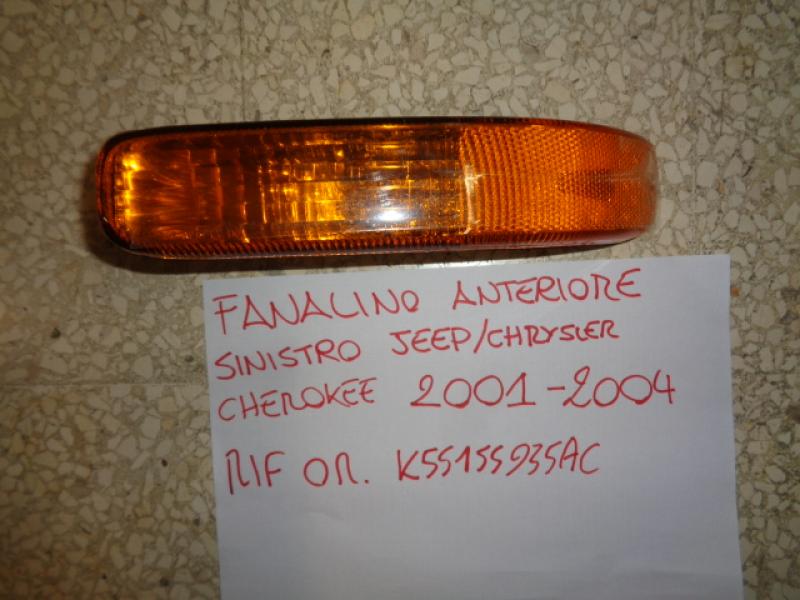 FANALINO ANTERIORE
SINISTRO JEEP/CHRYSLER
CHEROKEE 2001-2004
RIF OR. K55155935AC